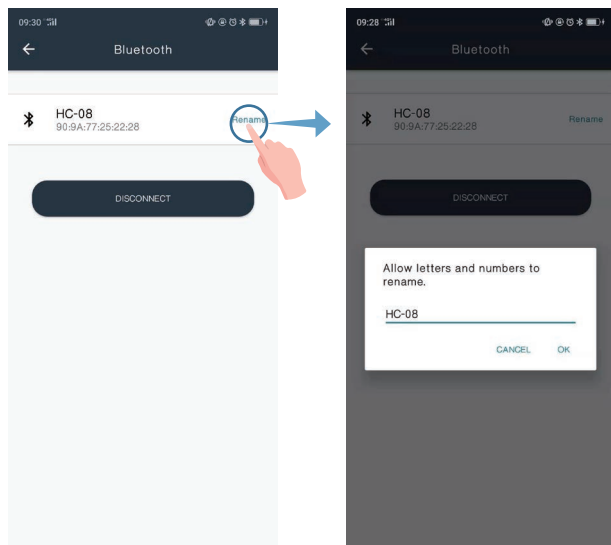 09:30
Bluetooth
HC-08
90:9A:77:25:22:28
Rename
DISCONNECT
09:28
Bluetooth
HC-08
90:9A:77:25:22:28
Rename
DISCONNECT
Allow letters and numbers to
rename.
HC-08
CANCEL
OK